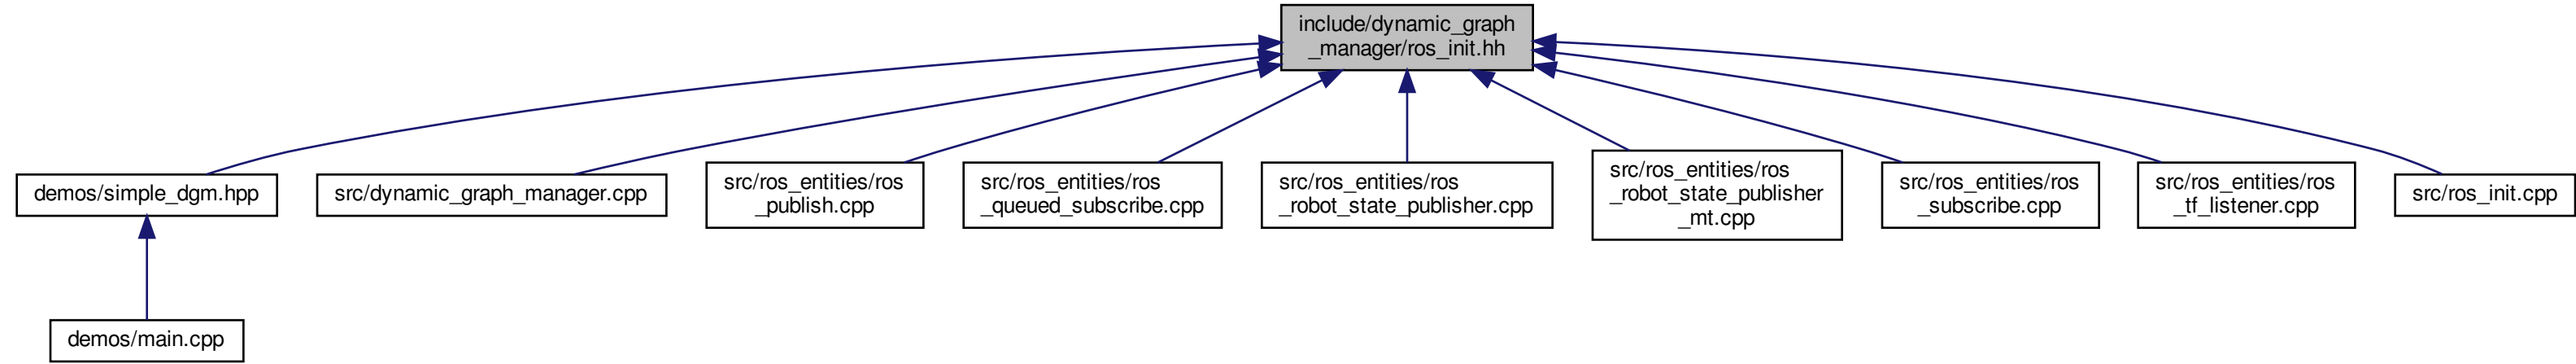 include/dynamic_graph
_manager/ros_init.hh
demos/simple_dgm.hpp
src/dynamic_graph_manager.cpp
src/ros_entities/ros
_publish.cpp
src/ros_entities/ros
_queued_subscribe.cpp
src/ros_entities/ros
_robot_state_publisher.cpp
src/ros_entities/ros
_robot_state_publisher
_mt.cpp
src/ros_entities/ros
_subscribe.cpp
src/ros_entities/ros
_tf_listener.cpp
src/ros_init.cpp
demos/main.cpp